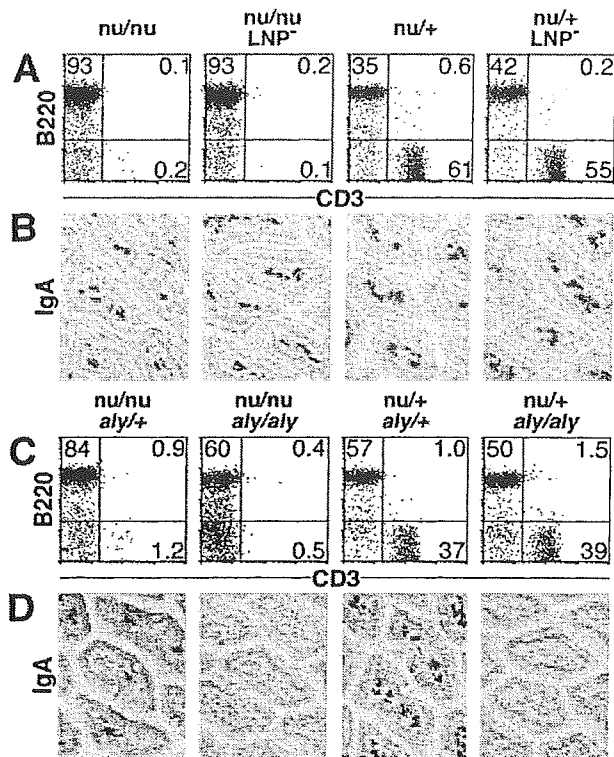 nu/nu nu/nu nu/+ nu/+
LNP⁻ LNP⁻
A 93 0.1 93 0.2 35 0.6 42 0.2
B220
0.2 0.1 61 55
CD3
B
IgA
nu/nu nu/nu nu/+ nu/+
aly/+ aly/aly aly/+ aly/aly
C 84 0.9 60 0.4 57 1.0 50 1.5
B220
1.2 0.5 37 39
CD3
D
IgA